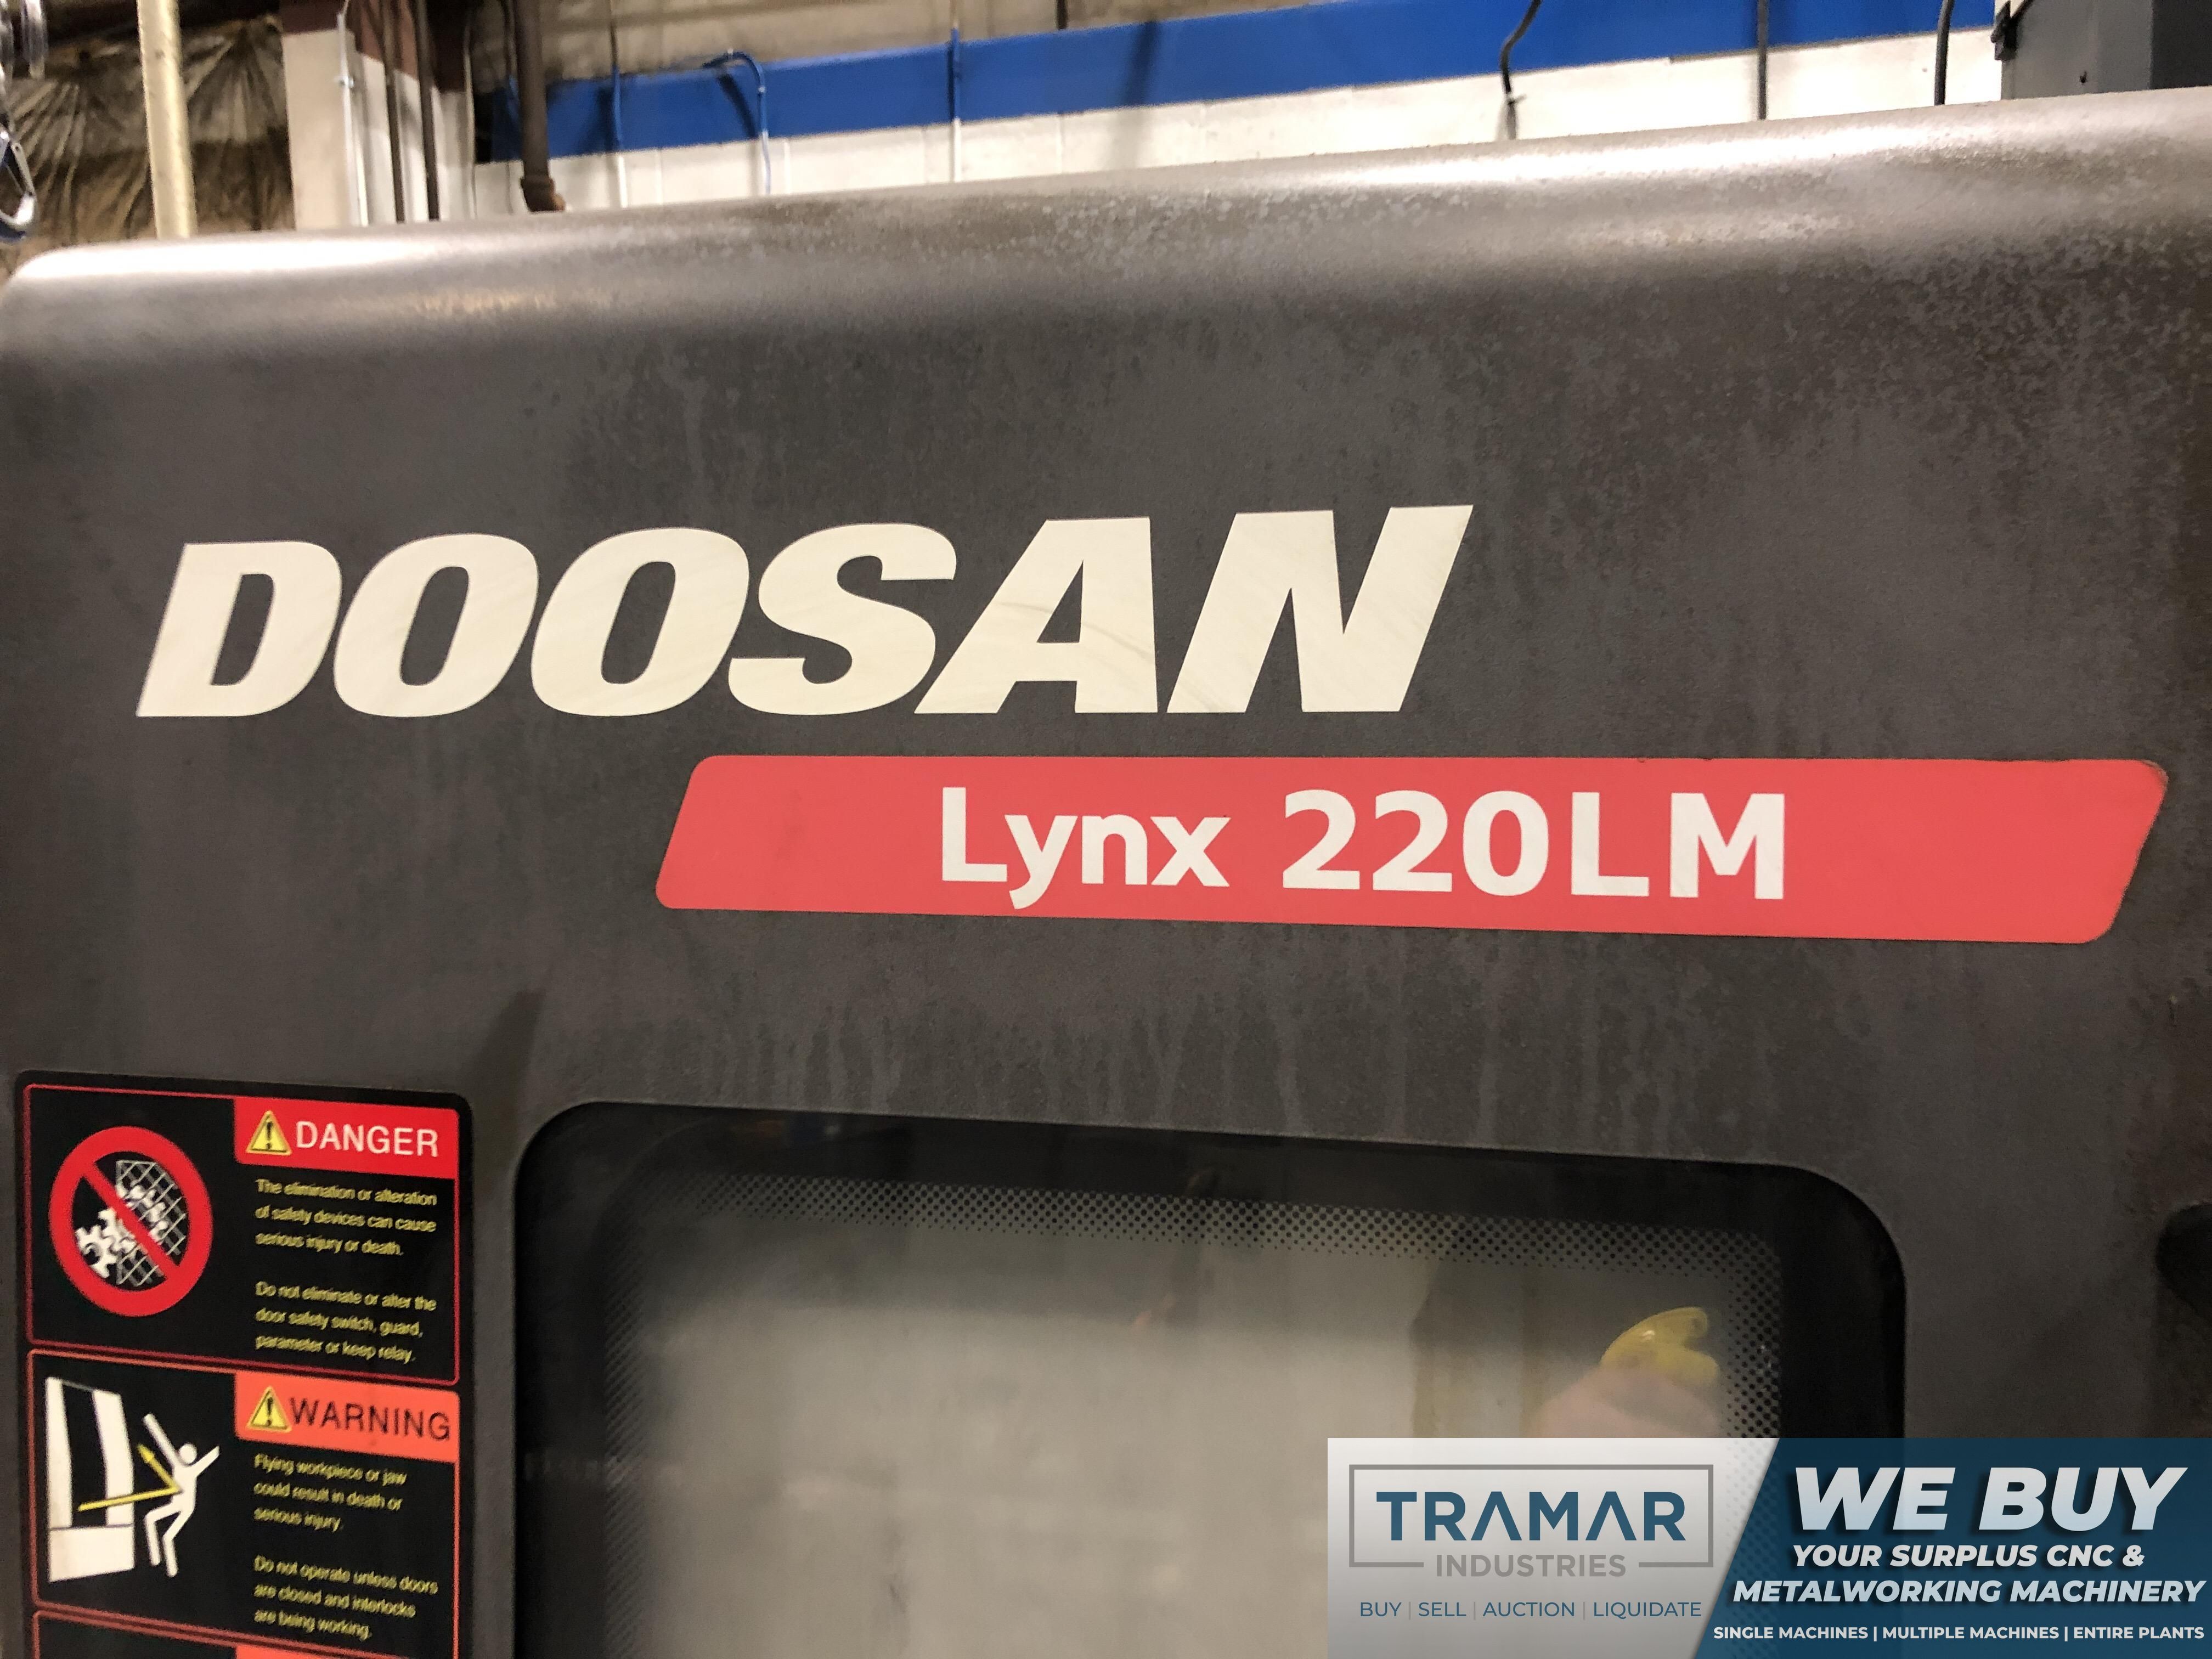 DOOSAN
Lynx 220LM
DANGER
The elimination or alteration
of safety devices can cause
serious injury or death.
Do not eliminate or alter the
door safety switch, guard,
parameter or keep relay.
WARNING
Flying workpiece or jaw
could result in death or
serious injury.
Do not operate unless doors
are closed and interlocks
are being working.
TRAMAR
INDUSTRIES
BUY | SELL | AUCTION | LIQUIDATE
WE BUY
YOUR SURPLUS CNC &
METALWORKING MACHINERY
SINGLE MACHINES | MULTIPLE MACHINES | ENTIRE PLANTS